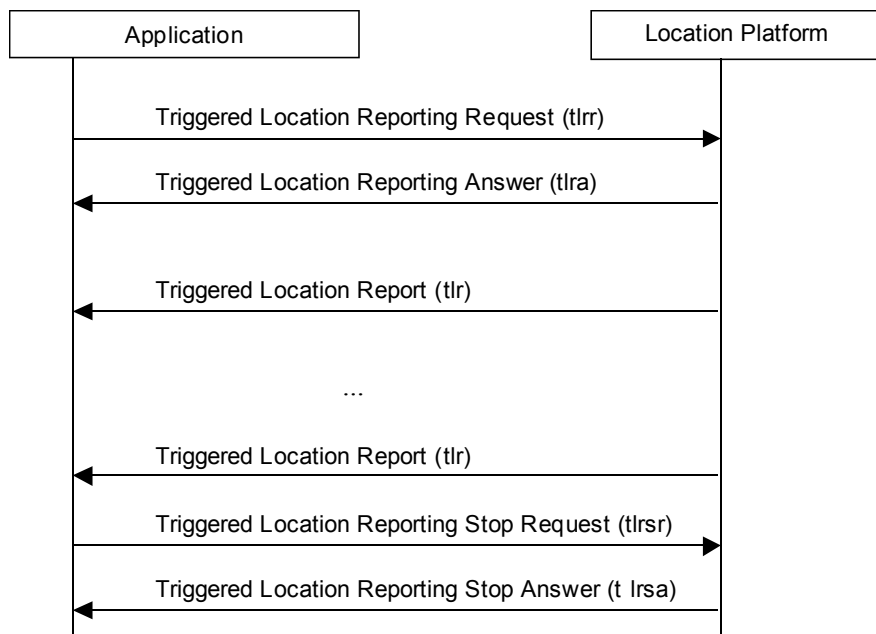 Application
Location Platform
Triggered Location Reporting Request (tlrr)
Triggered Location Reporting Answer (tlra)
Triggered Location Report (tlr)
...
Triggered Location Report (tlr)
Triggered Location Reporting Stop Request (tlrsr)
Triggered Location Reporting Stop Answer (t lrsa)